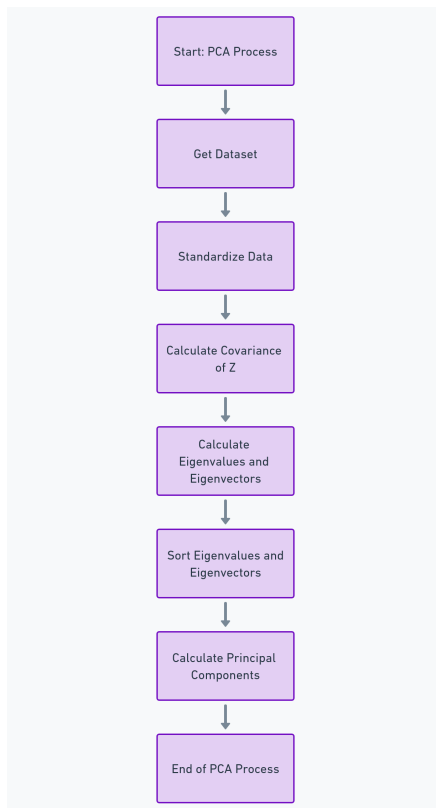 Start: PCA Process
Get Dataset
Standardize Data
Calculate Covariance
of Z
Calculate
Eigenvalues and
Eigenvectors
Sort Eigenvalues and
Eigenvectors
Calculate Principal
Components
End of PCA Process